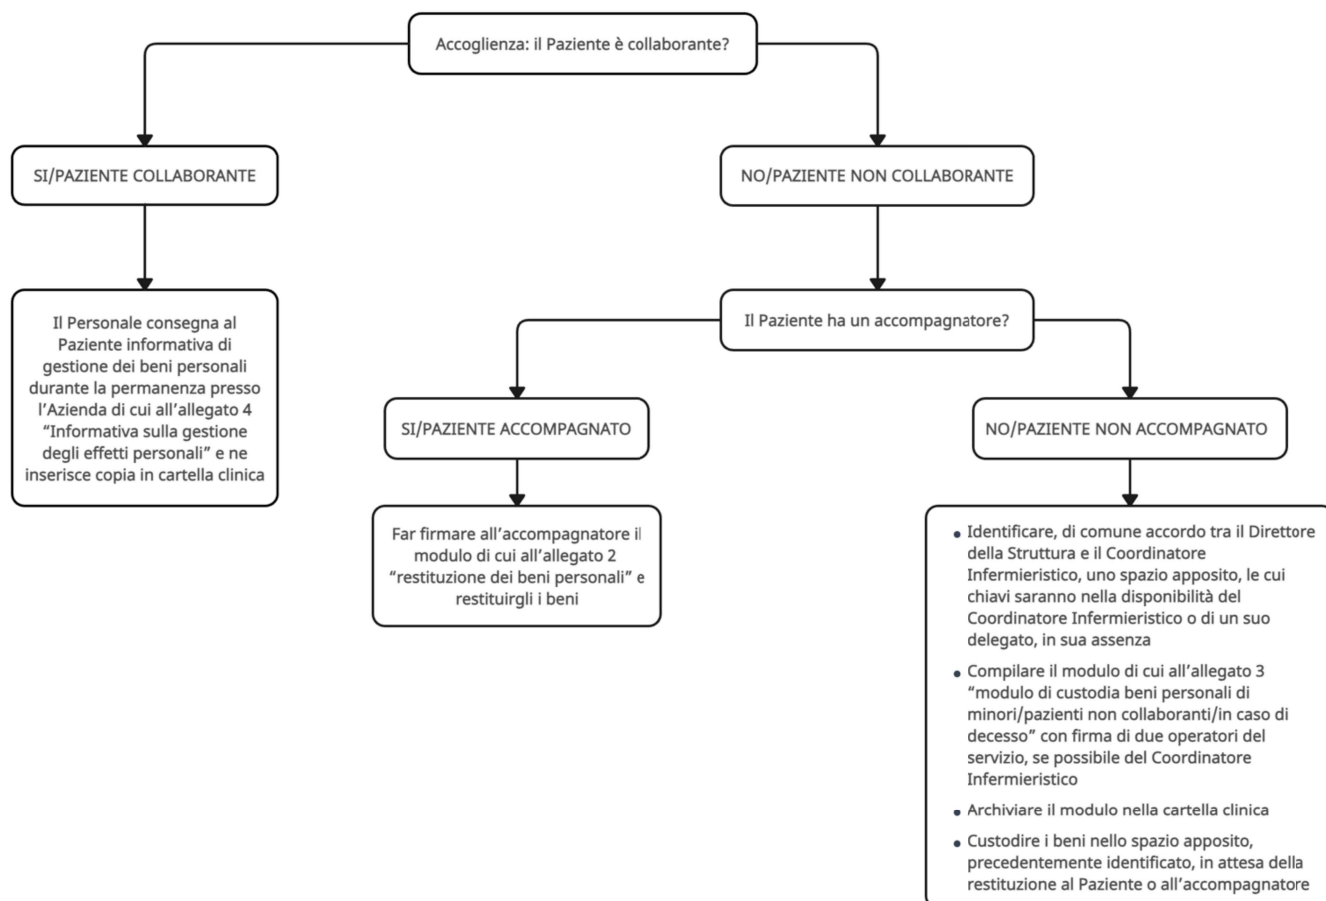 Accoglienza: il Paziente è collaborante?
SI/PAZIENTE COLLABORANTE
NO/PAZIENTE NON COLLABORANTE
Il Personale consegna al
Paziente informativa di
gestione dei beni personali
durante la permanenza presso
l’Azienda di cui all’allegato 4
“Informativa sulla gestione
degli effetti personali” e ne
inserisce copia in cartella clinica
Il Paziente ha un accompagnatore?
SI/PAZIENTE ACCOMPAGNATO
NO/PAZIENTE NON ACCOMPAGNATO
Far firmare all’accompagnatore il
modulo di cui all’allegato 2
“restituzione dei beni personali” e
restituirgli i beni
• Identificare, di comune accordo tra il Direttore
della Struttura e il Coordinatore
Infermieristico, uno spazio apposito, le cui
chiavi saranno nella disponibilità del
Coordinatore Infermieristico o di un suo
delegato, in sua assenza
• Compilare il modulo di cui all’allegato 3
“modulo di custodia beni personali di
minori/pazienti non collaboranti/in caso di
decesso” con firma di due operatori del
servizio, se possibile del Coordinatore
Infermieristico
• Archiviare il modulo nella cartella clinica
• Custodire i beni nello spazio apposito,
precedentemente identificato, in attesa della
restituzione al Paziente o all’accompagnatore